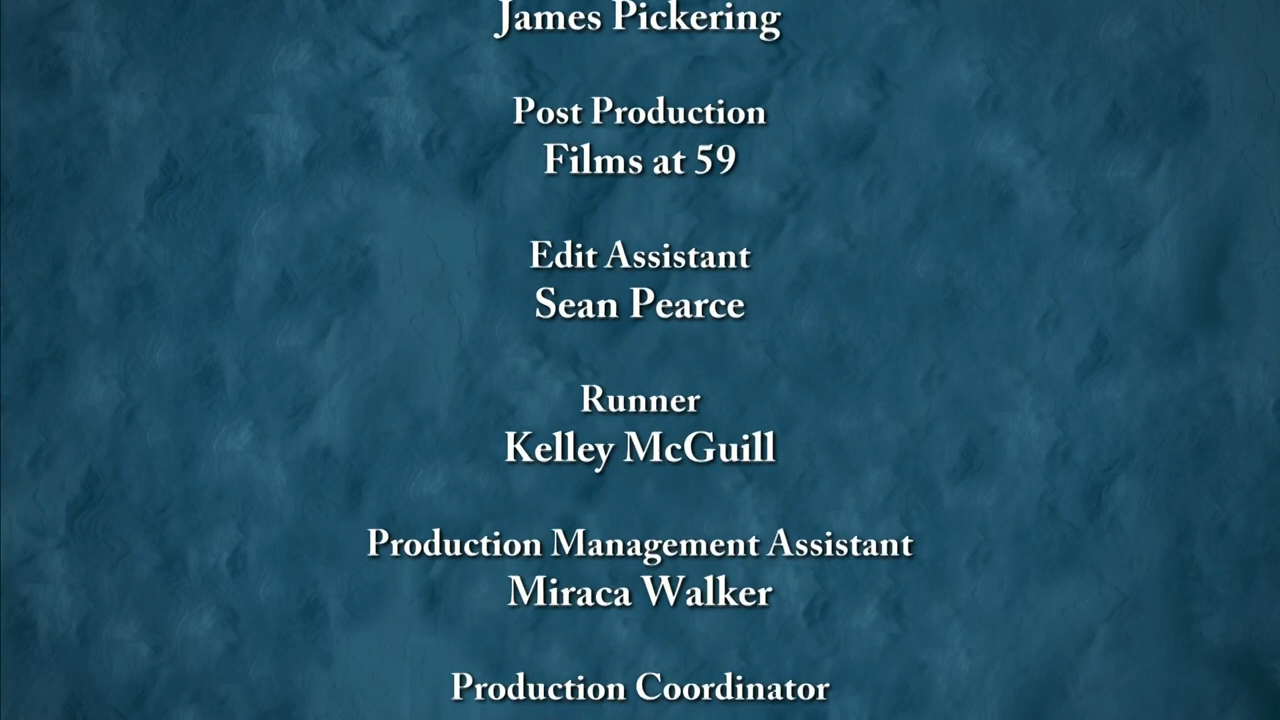 James Pickering
Post Production
Films at 59
Edit Assistant
Sean Pearce
Runner
Kelley McGuill
Production Management Assistant
Miraca Walker
Production Coordinator